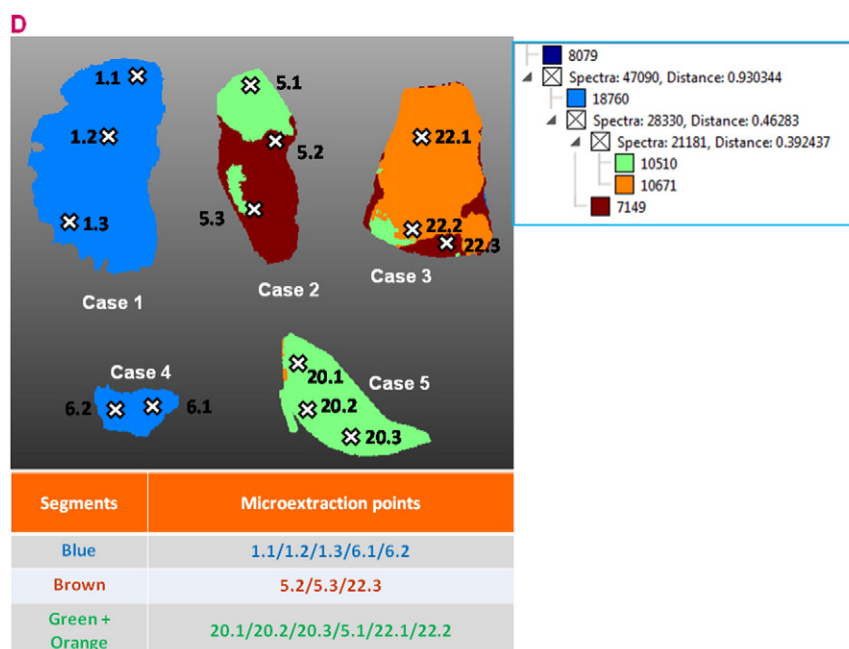 D
1.1
1.2
1.3
Case 1
5.1
5.2
5.3
Case 2
22.1
22.2
22.3
Case 3
Case 4
6.2
6.1
20.1
20.2
20.3
Case 5
8079
Spectra: 47090, Distance: 0.930344
18760
Spectra: 28330, Distance: 0.46283
Spectra: 21181, Distance: 0.392437
10510
10671
7149
Segments Microextraction points
Blue 1.1/1.2/1.3/6.1/6.2
Brown 5.2/5.3/22.3
Green +
Orange 20.1/20.2/20.3/5.1/22.1/22.2